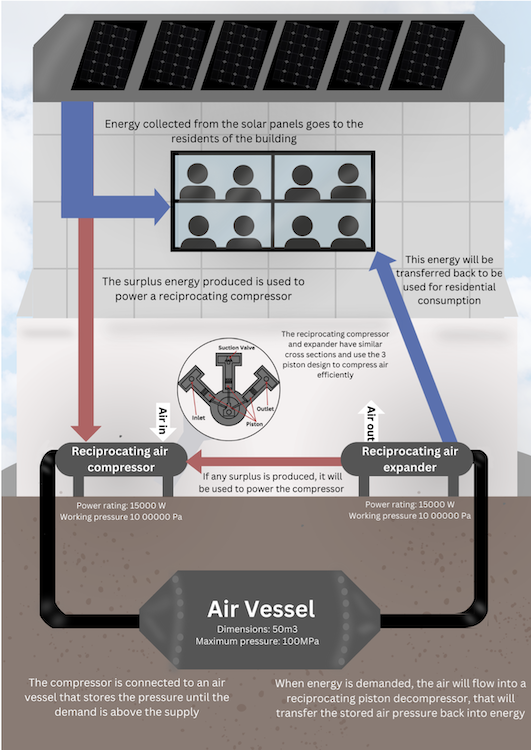 Energy collected from the solar panels goes to the
residents of the building
This energy will be
transferred back to be
used for residential
consumption
The surplus energy produced is used to
power a reciprocating compressor
The reciprocating compressor
and expander have similar
cross sections and use the 3
piston design to compress air
efficiently
Suction Valve
Inlet
Outlet
Piston
Air in
Air out
Reciprocating air
compressor
Reciprocating air
expander
If any surplus is produced, it will
be used to power the compressor
Power rating: 15000 W
Working pressure 10 00000 Pa
Power rating: 15000 W
Working pressure 10 00000 Pa
Air Vessel
Dimensions: 50m3
Maximum pressure: 100MPa
The compressor is connected to an air
vessel that stores the pressure until the
demand is above the supply
When energy is demanded, the air will flow into a
reciprocating piston decompressor, that will
transfer the stored air pressure back into energy